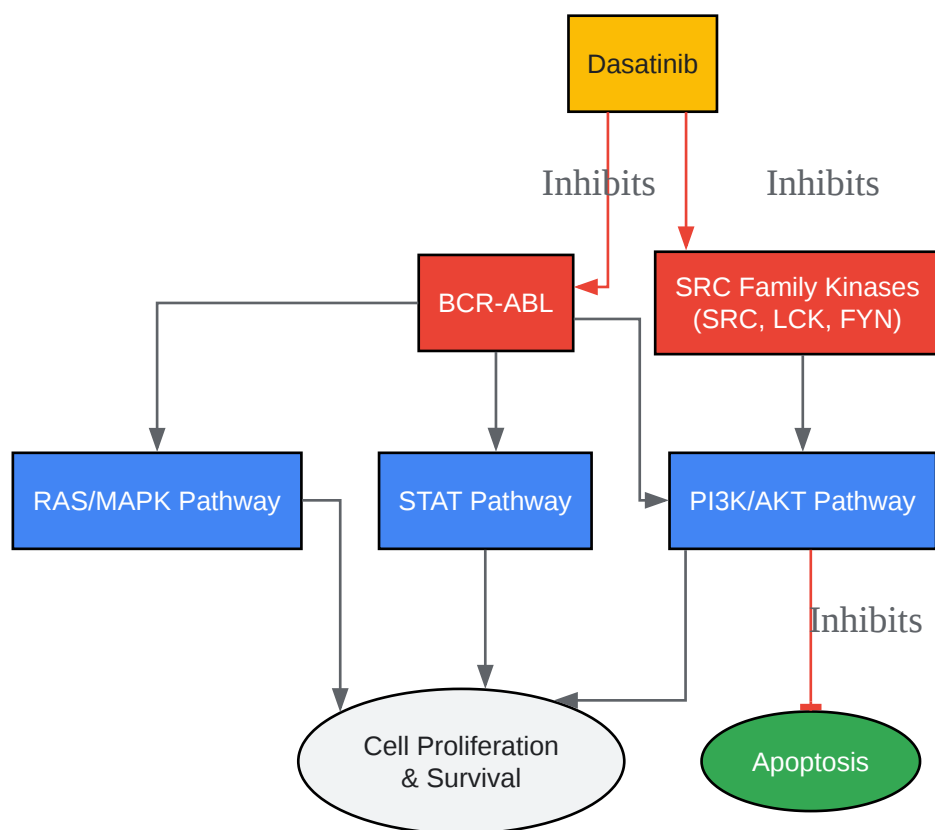 Dasatinib
Inhibits
Inhibits
BCR-ABL
SRC Family Kinases
(SRC, LCK, FYN)
RAS/MAPK Pathway
STAT Pathway
PI3K/AKT Pathway
Inhibits
Cell Proliferation
& Survival
Apoptosis